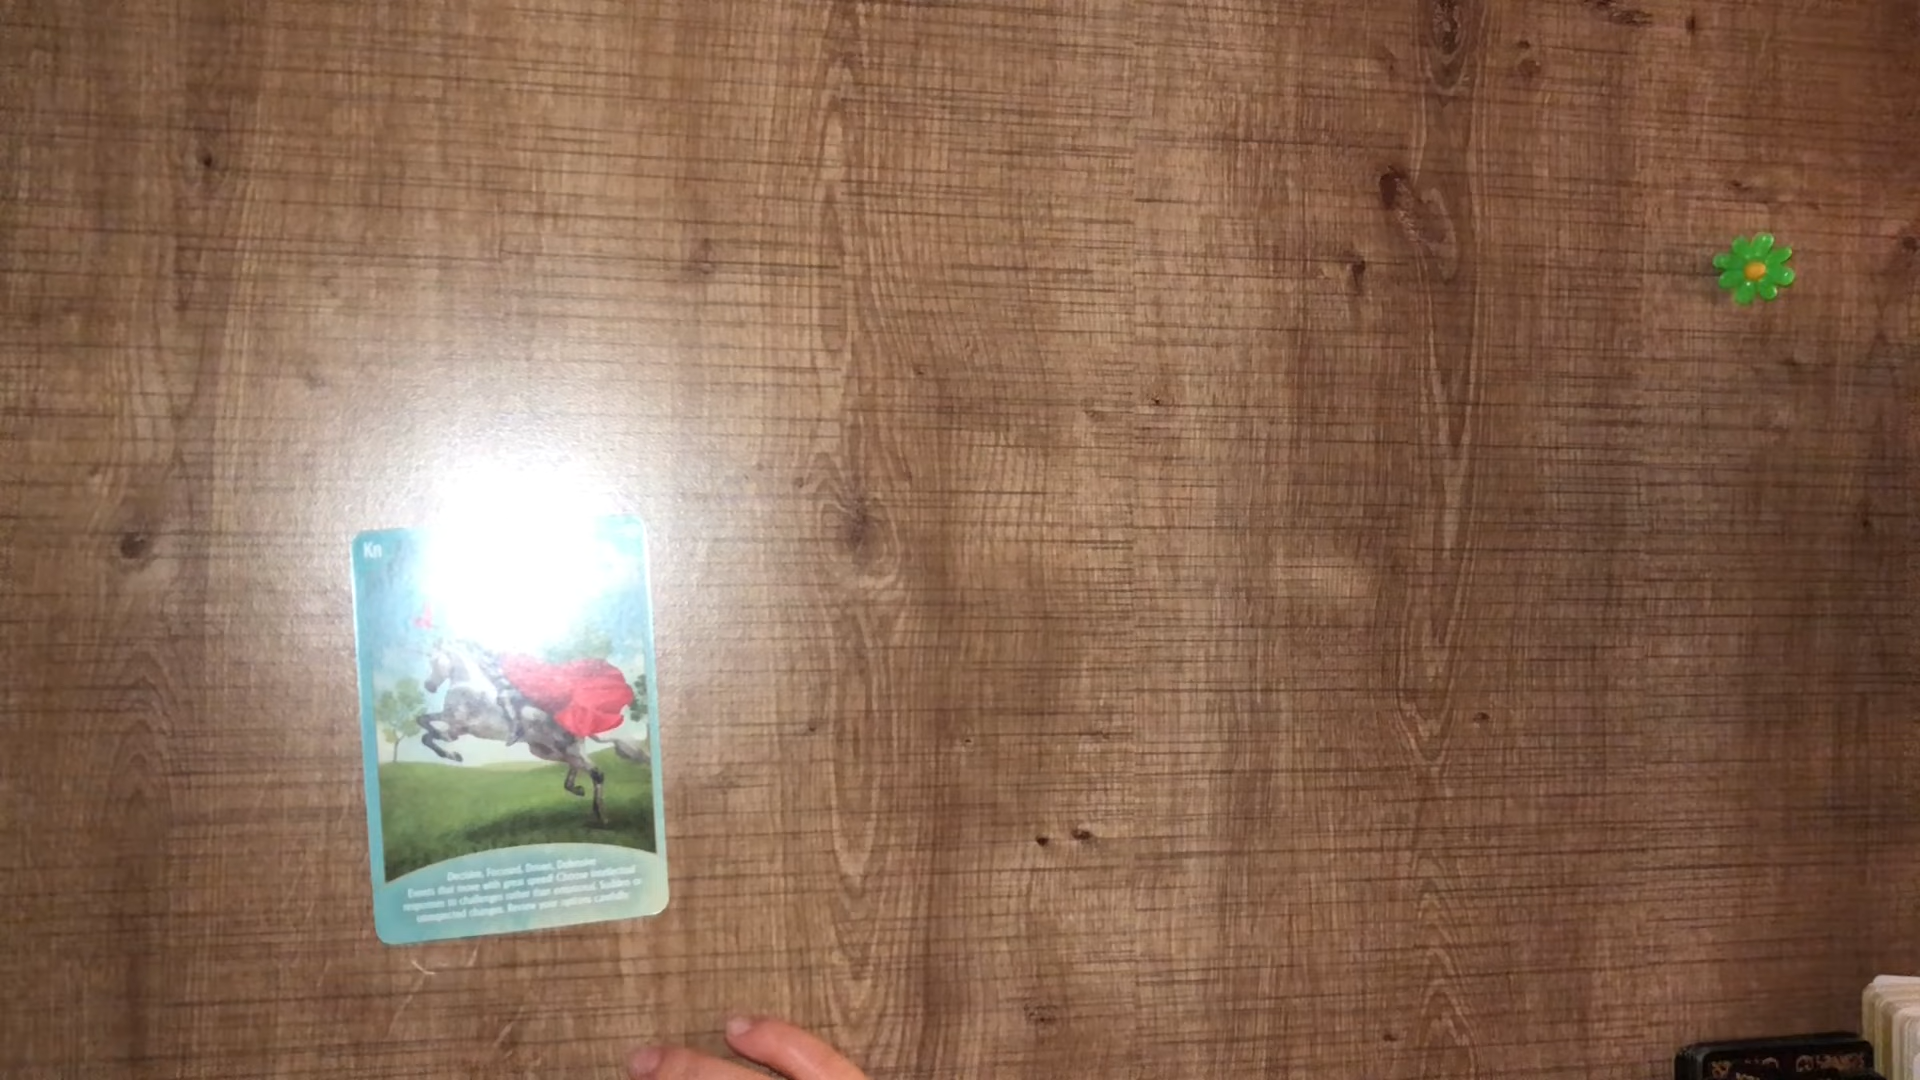 Kn
Decisive, Focused, Driven, Defensive
Events that move with great speed! Choose intellectual
responses to challenges rather than emotional. Sudden or
unexpected changes. Review your options carefully.